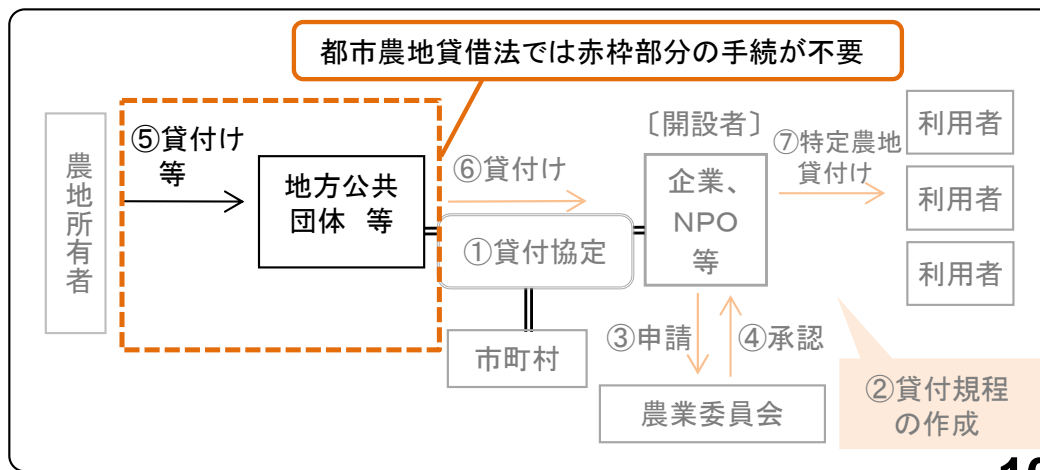 都市農地貸借法では赤枠部分の手続が不要
農地所有者
⑤貸付け
等
地方公共
団体 等
⑥貸付け
①貸付協定
市町村
〔開設者〕
企業、
NPO
等
⑦特定農地
貸付け
利用者
利用者
利用者
③申請
④承認
農業委員会
②貸付規程
の作成